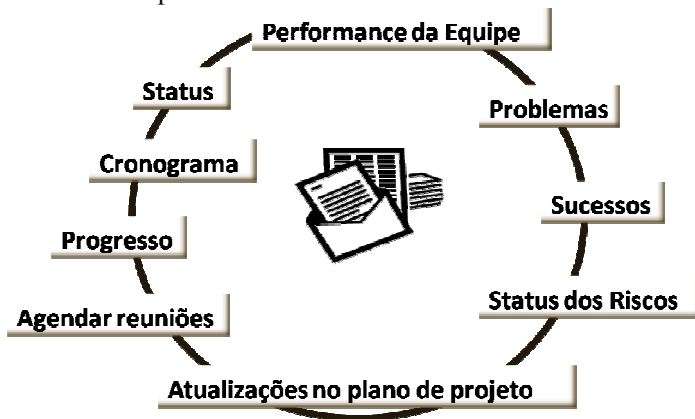 Performance da Equipe
Status
Problemas
Cronograma
Sucessos
Progresso
Status dos Riscos
Agendar reuniões
Atualizações no plano de projeto